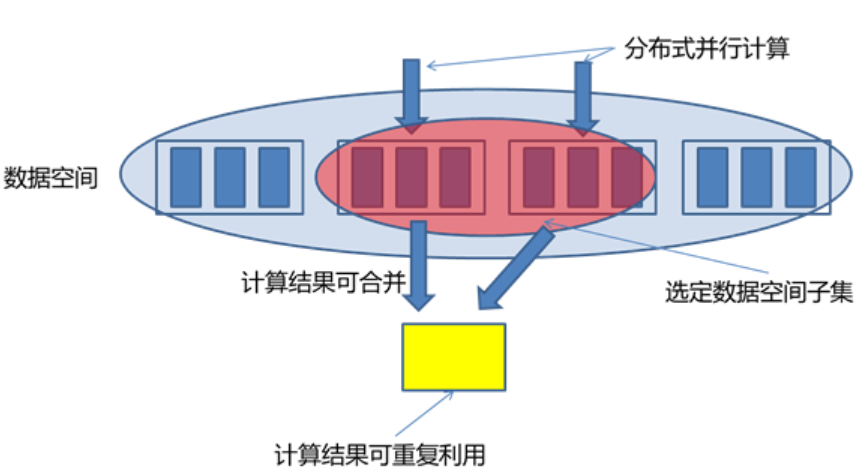 分布式并行计算
数据空间
计算结果可合并
选定数据空间子集
计算结果可重复利用